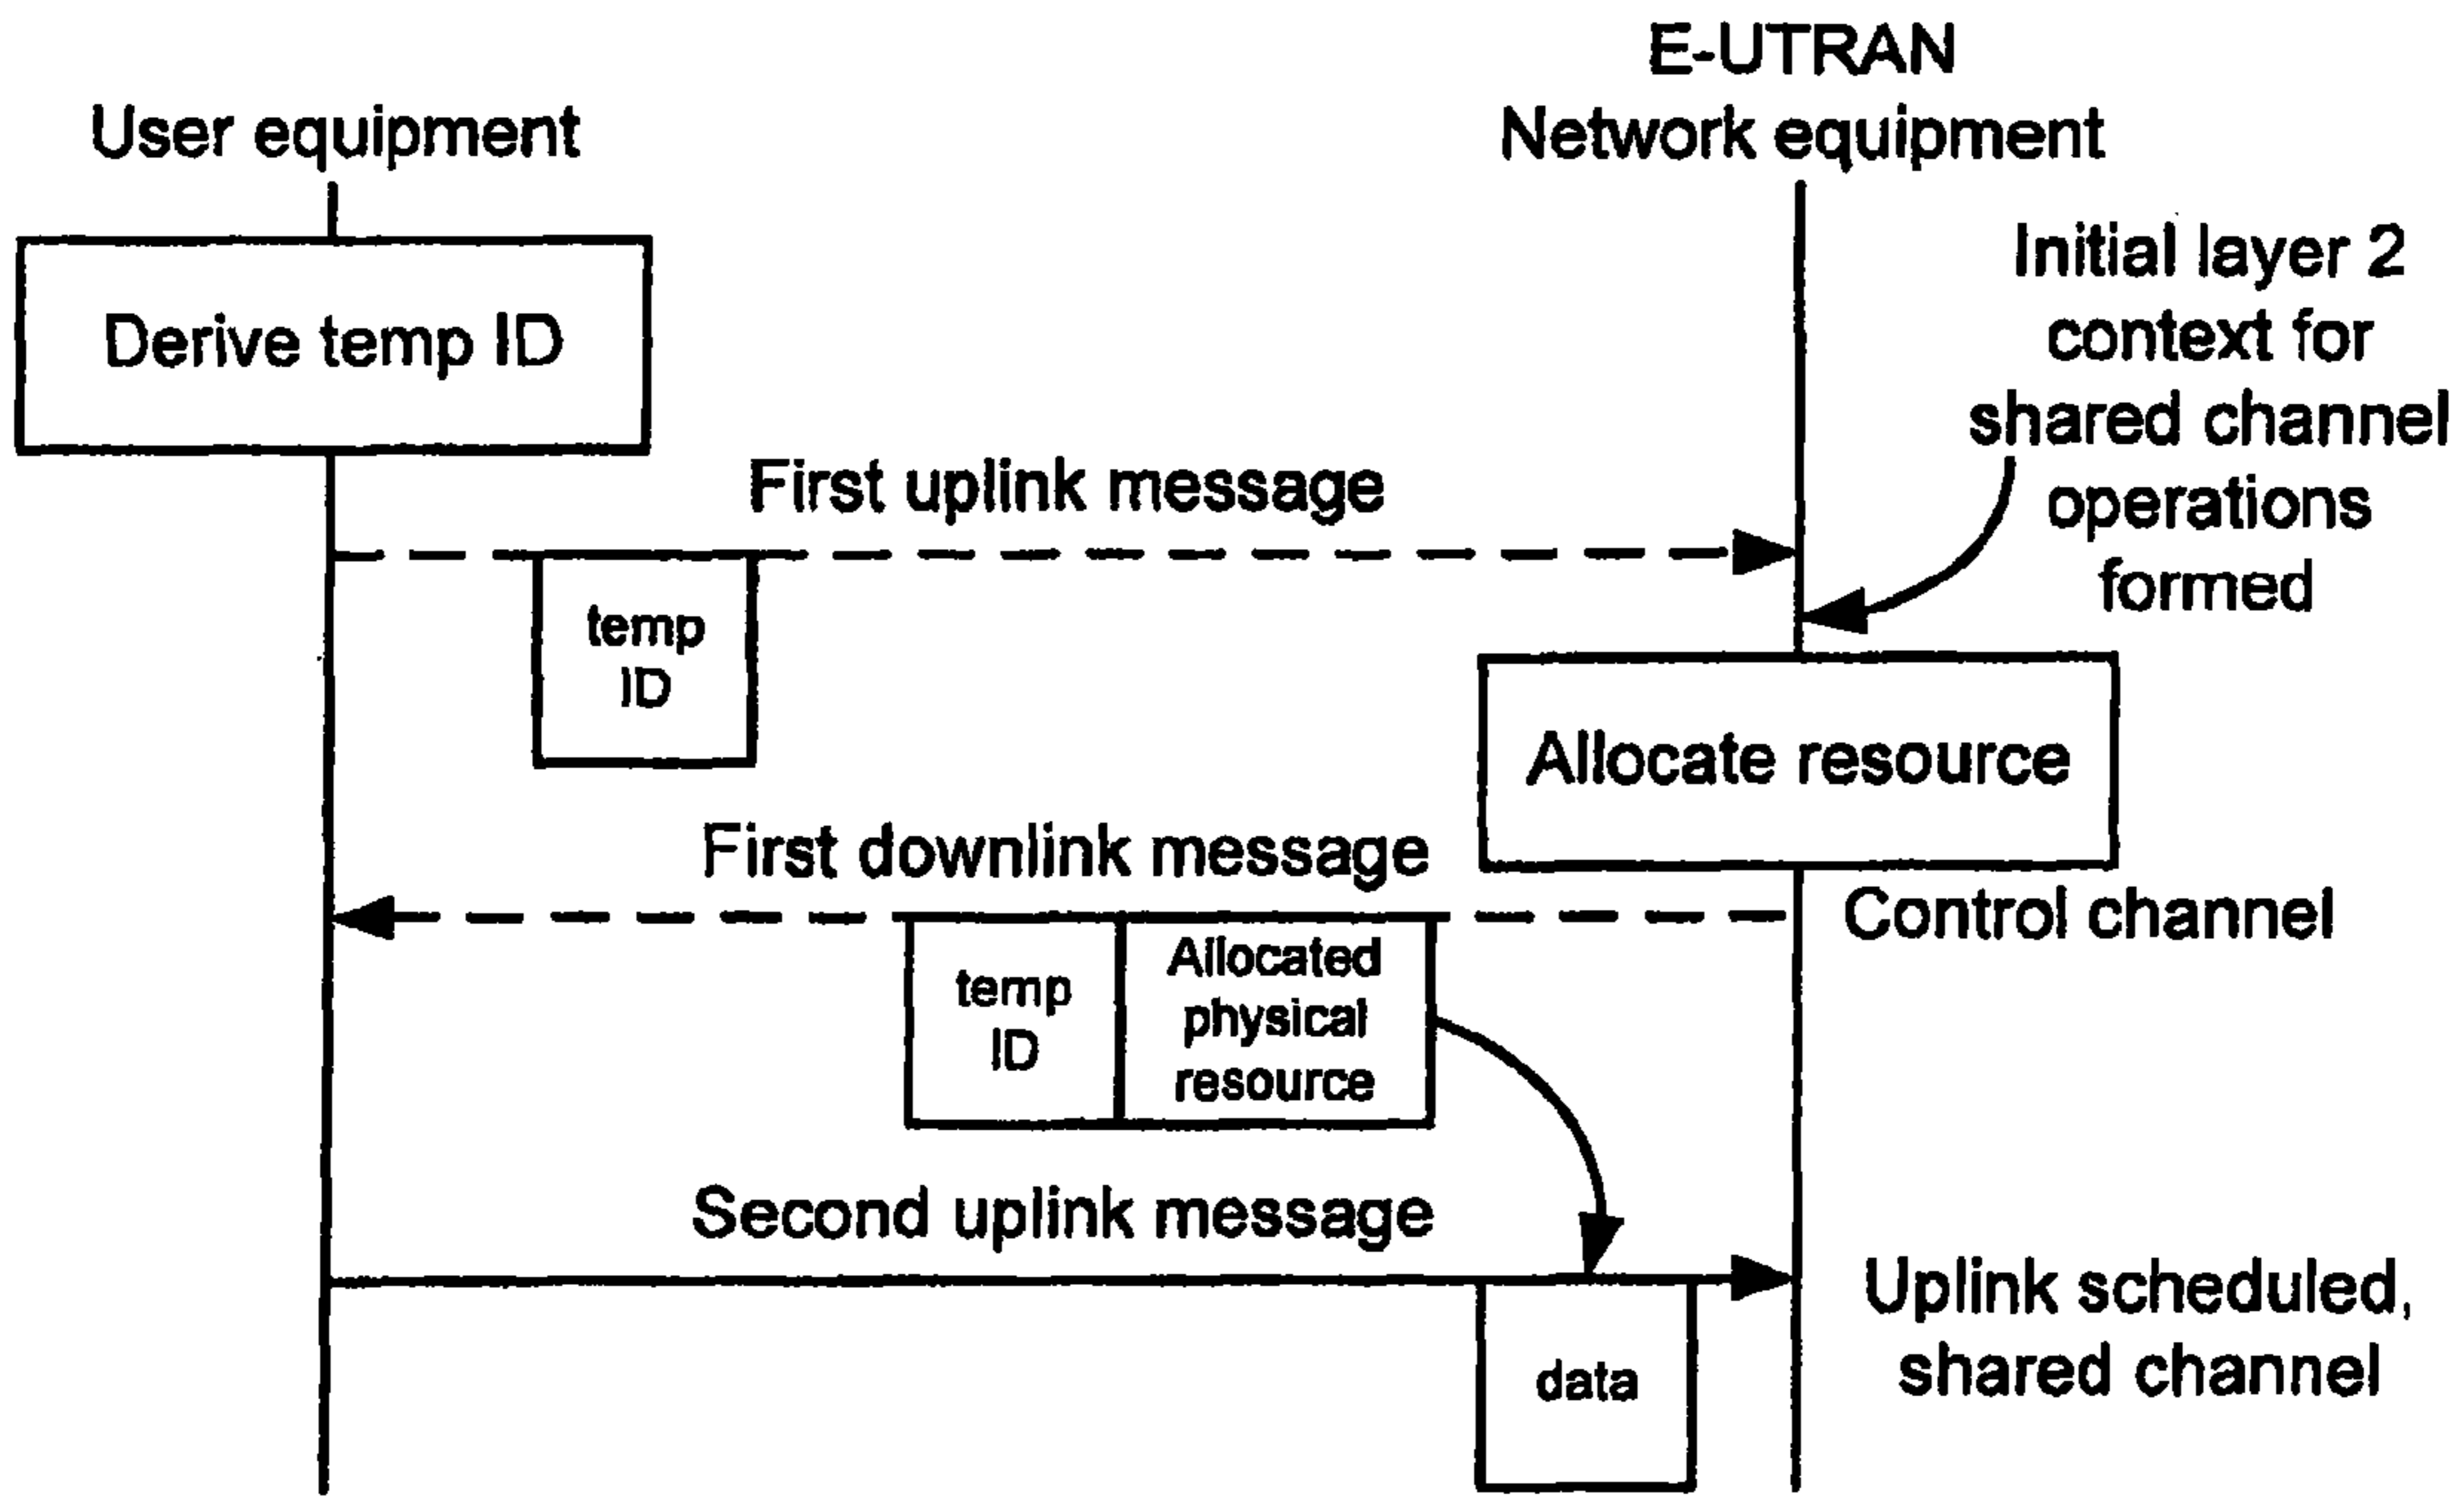 E-UTRAN
User equipment
Network equipment
Initial layer 2
context for
shared channel
operations
formed
Derive temp ID
First uplink message
temp
ID
Allocate resource
First downlink message
Control channel
temp
ID
Allocated
physical
resource
Second uplink message
Uplink scheduled,
shared channel
data